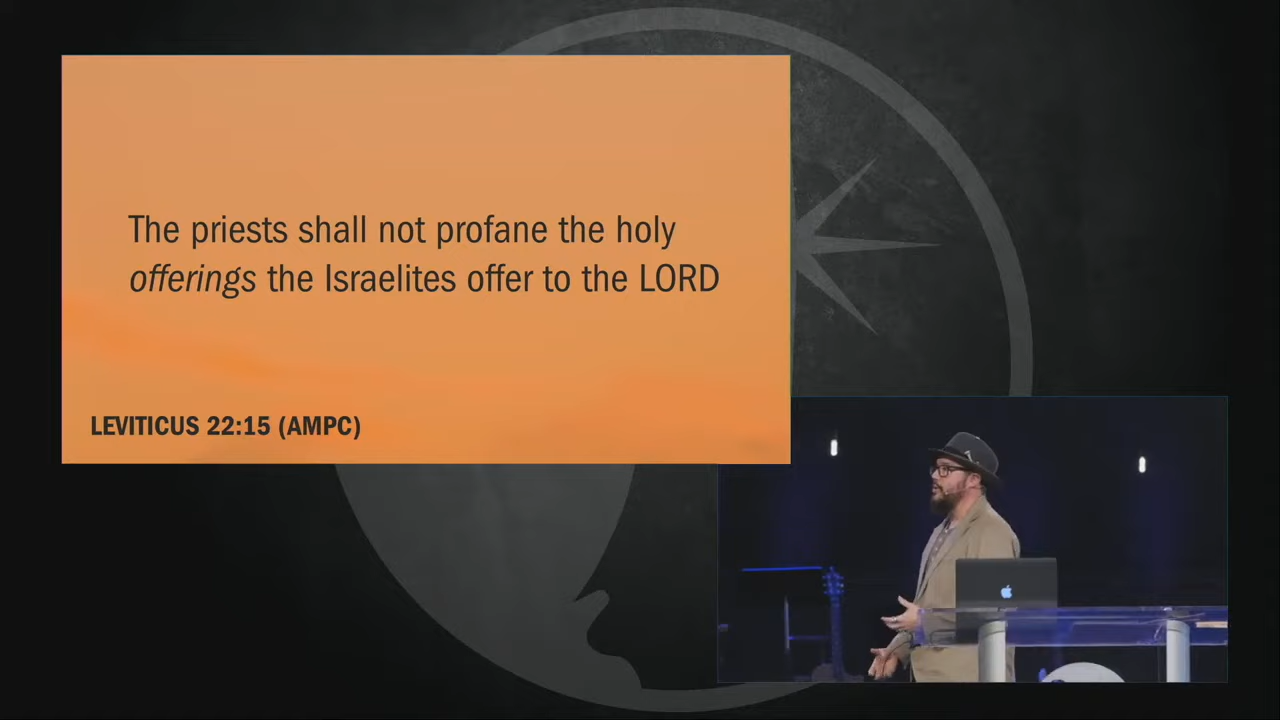 The priests shall not profane the holy
offerings the Israelites offer to the LORD
LEVITICUS 22:15 (AMPC)